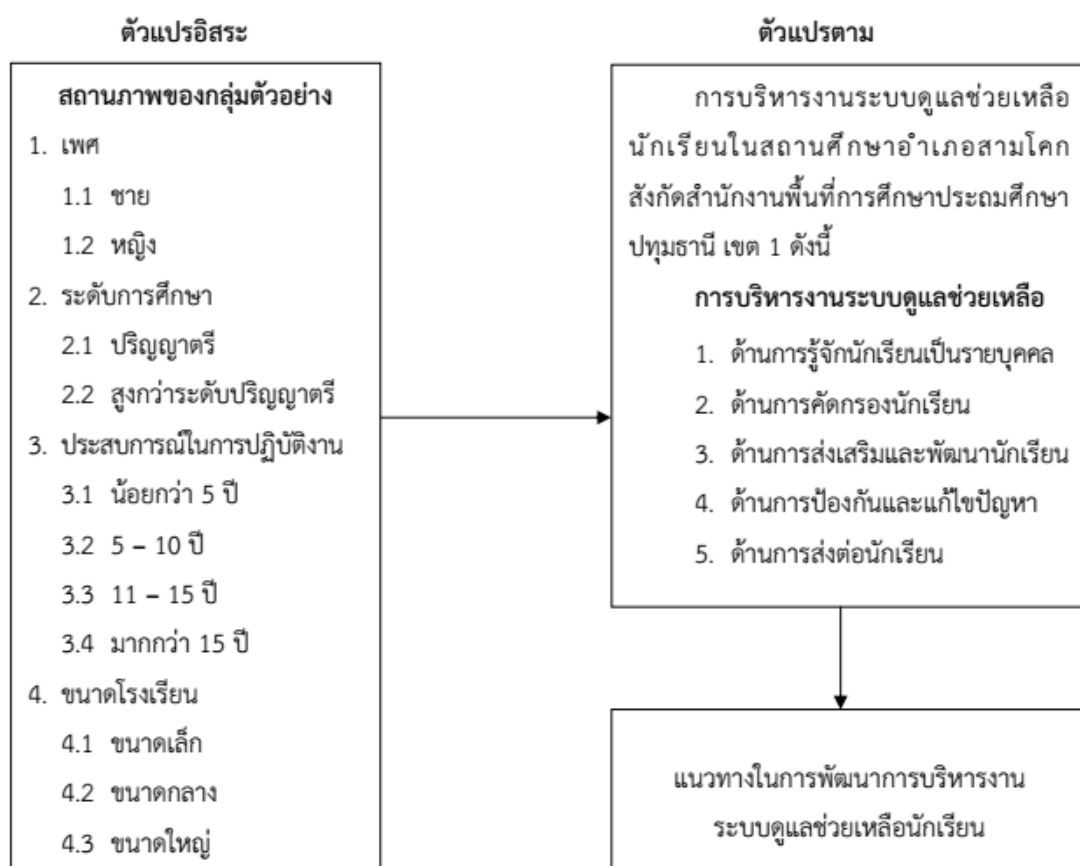 ตัวแปรอิสระ
สถานภาพของกลุ่มตัวอย่าง
1. เพศ
1.1 ชาย
1.2 หญิง
2. ระดับการศึกษา
2.1 ปริญญาตรี
2.2 สูงกว่าระดับปริญญาตรี
3. ประสบการณ์ในการปฏิบัติงาน
3.1 น้อยกว่า 5 ปี
3.2 5 – 10 ปี
3.3 11 – 15 ปี
3.4 มากกว่า 15 ปี
4. ขนาดโรงเรียน
4.1 ขนาดเล็ก
4.2 ขนาดกลาง
4.3 ขนาดใหญ่
ตัวแปรตาม
การบริหารงานระบบดูแลช่วยเหลือ
นักเรียนในสถานศึกษาอำเภอสามโคก
สังกัดสำนักงานพื้นที่การศึกษาประถมศึกษา
ปทุมธานี เขต 1 ดังนี้
การบริหารงานระบบดูแลช่วยเหลือ
1. ด้านการรู้จักนักเรียนเป็นรายบุคคล
2. ด้านการคัดกรองนักเรียน
3. ด้านการส่งเสริมและพัฒนานักเรียน
4. ด้านการป้องกันและแก้ไขปัญหา
5. ด้านการส่งต่อนักเรียน
แนวทางในการพัฒนาการบริหารงาน
ระบบดูแลช่วยเหลือนักเรียน